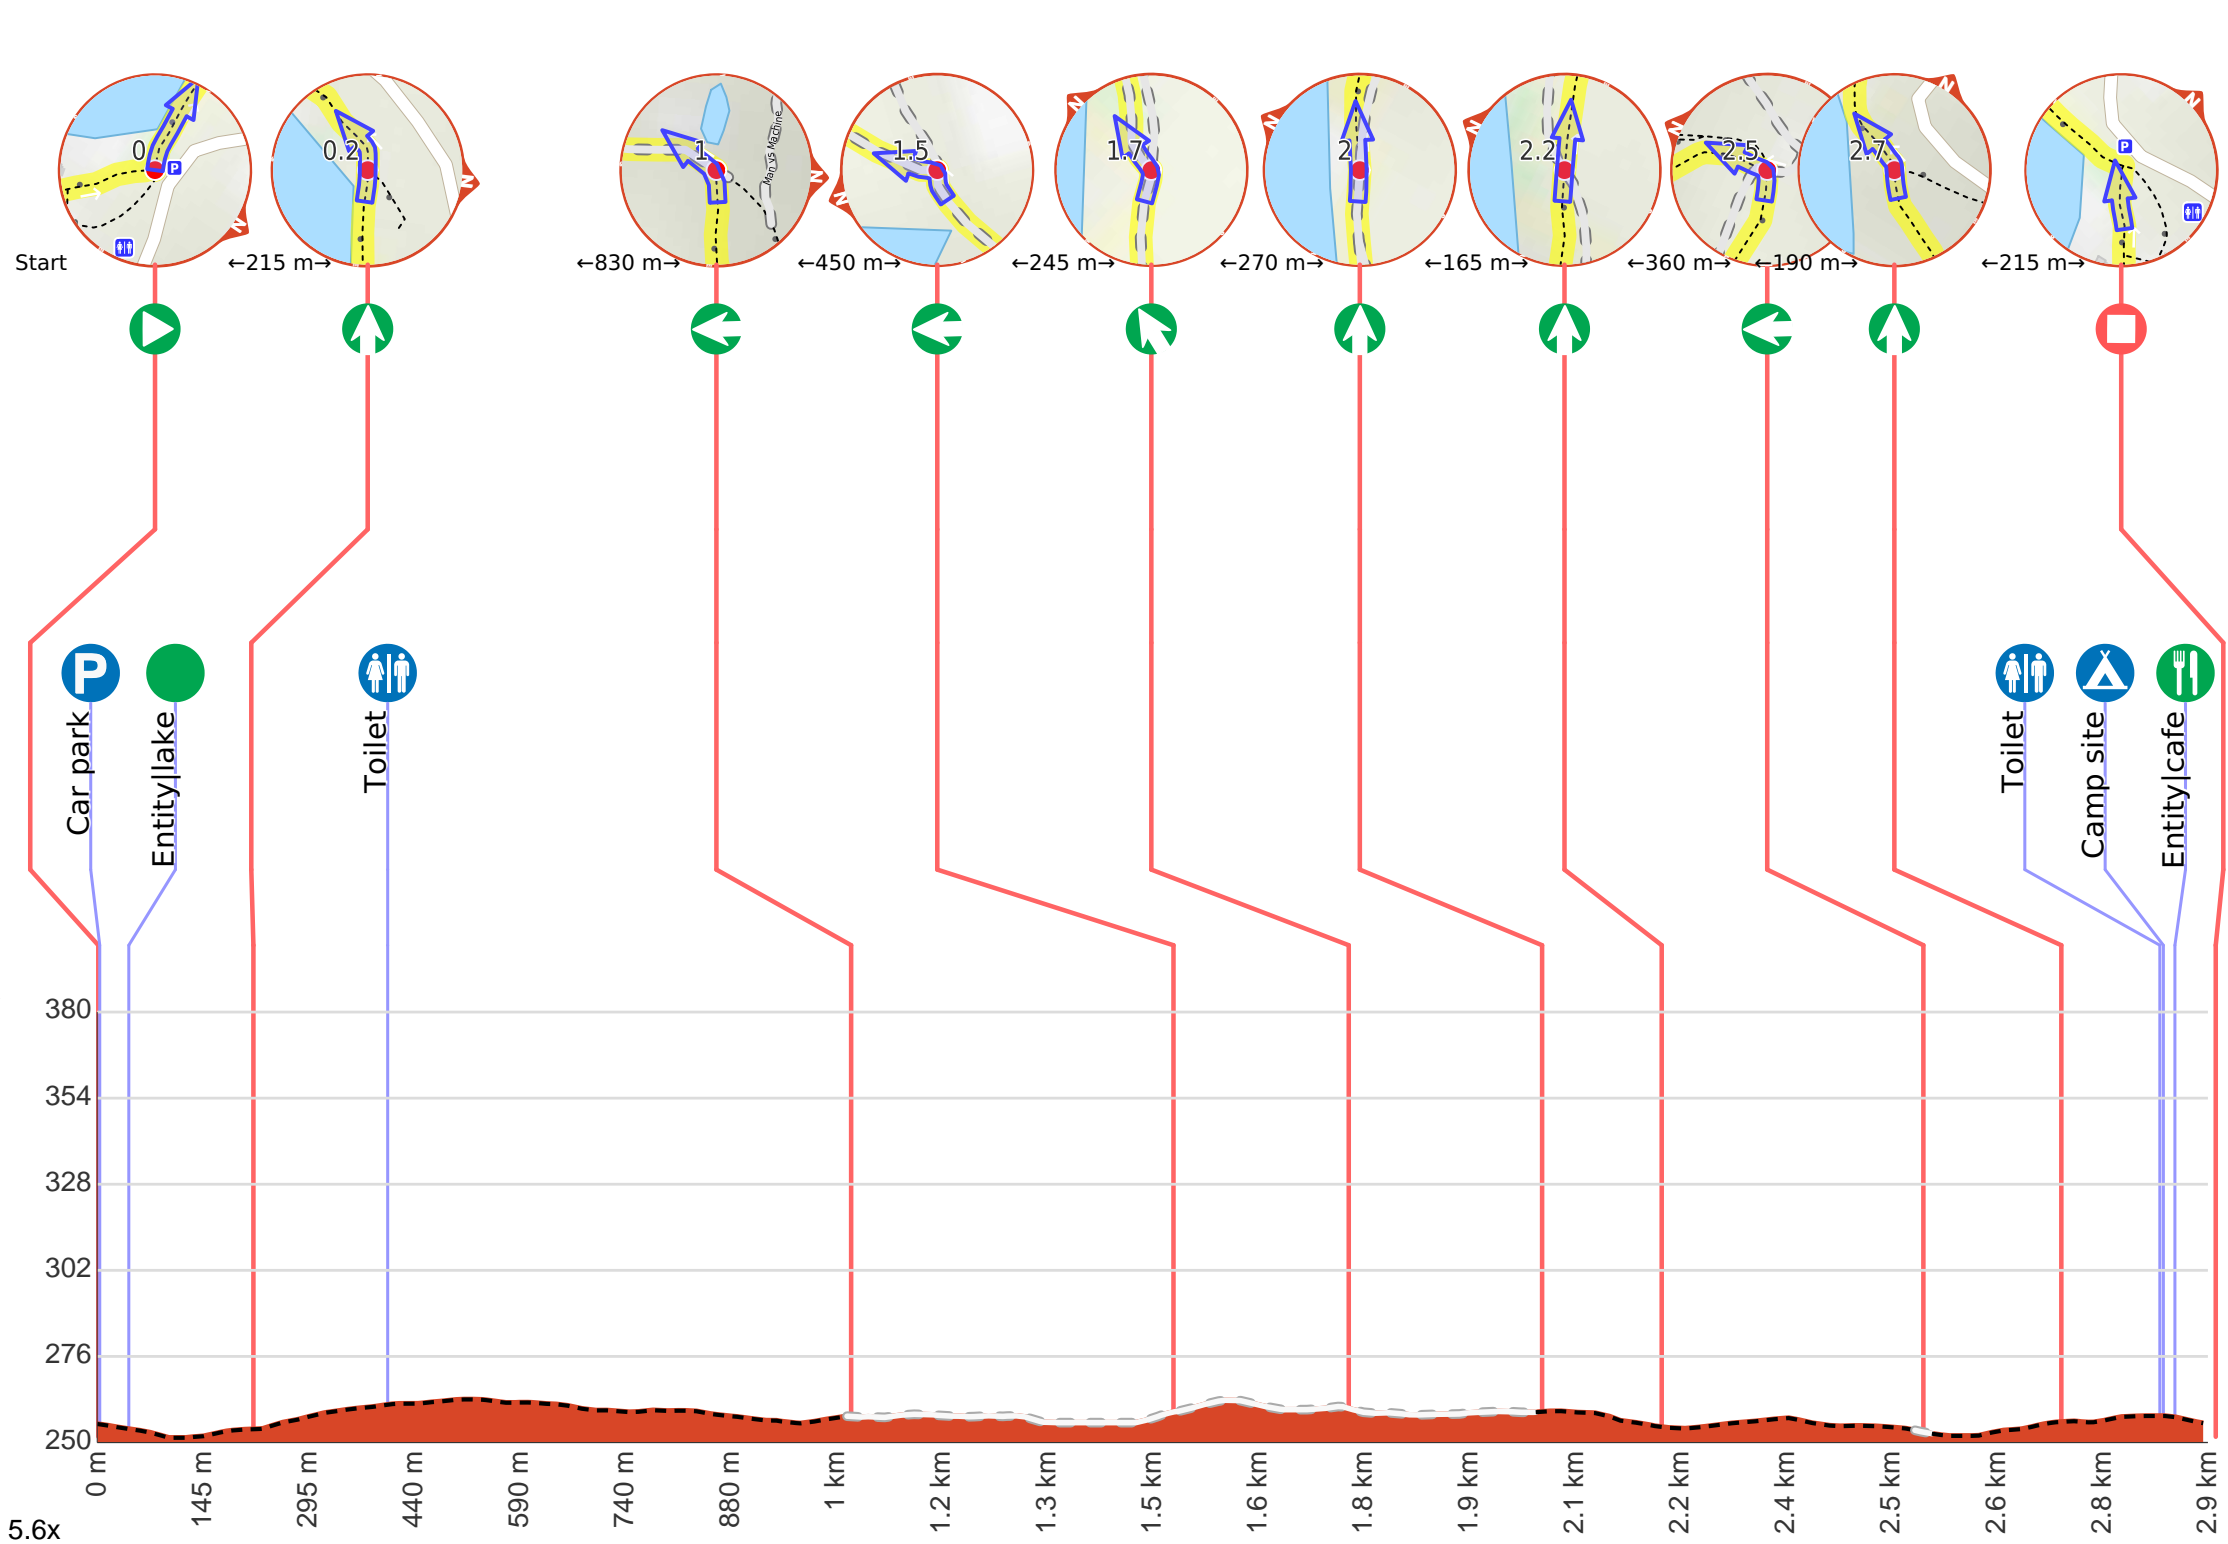 0
0.2
1
1.5
1.7
2
2.2
2.5
2.7
P
P
Man vs Machine
N
N
N
N
N
N
N
N
N
N
Start
←215 m→
←830 m→
←450 m→
←245 m→
←270 m→
←165 m→
←360 m→
←190 m→
←215 m→
P
Car park
Entity|lake
Toilet
Toilet
Camp site
Entity|cafe
380
354
328
302
276
250
0 m
145 m
295 m
440 m
590 m
740 m
880 m
1 km
1.2 km
1.3 km
1.5 km
1.6 km
1.8 km
1.9 km
2.1 km
2.2 km
2.4 km
2.5 km
2.6 km
2.8 km
2.9 km
5.6x